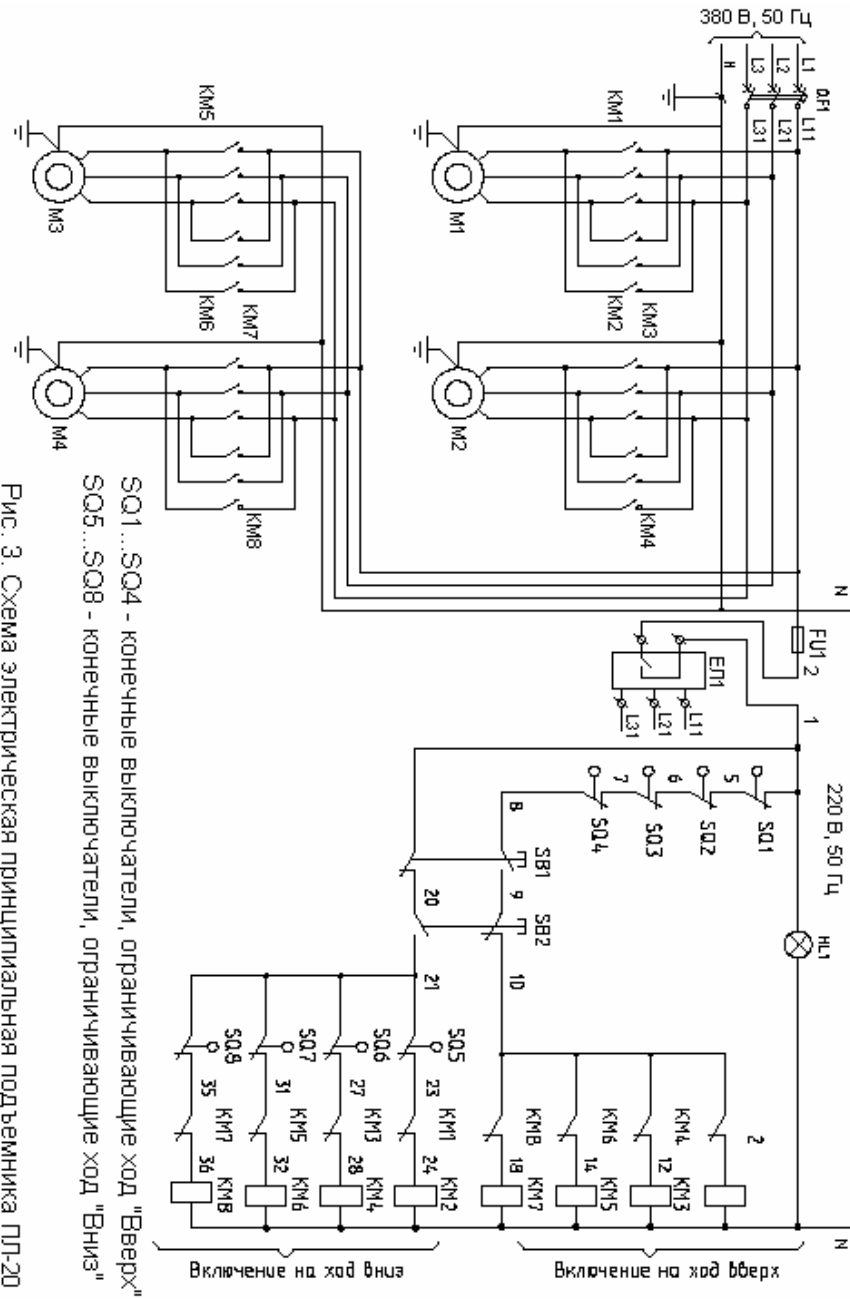 380 В, 50 Гц
L1
L2
L3
N
QF1
L11
L21
L31
KM1
KM2
KM3
KM4
M1
M2
KM5
KM6
KM7
KM8
M3
M4
N
FU1
2
ЕЛ1
L11
L21
L31
1
220 В, 50 Гц
HL1
N
SQ1
5
SQ2
6
SQ3
7
SQ4
8
SB1
9
20
SB2
10
21
2
KM4
12
KM3
KM6
14
KM5
KM8
18
KM7
SQ5
23
KM1
24
KM2
SQ6
27
KM3
28
KM4
SQ7
31
KM5
32
KM6
SQ8
35
KM7
36
KM8
Включение на ход вверх
Включение на ход вниз
SQ1...SQ4 - конечные выключатели, ограничивающие ход "Вверх"
SQ5...SQ8 - конечные выключатели, ограничивающие ход "Вниз"
Рис. 3. Схема электрическая принципиальная подъемника ПЛ-20